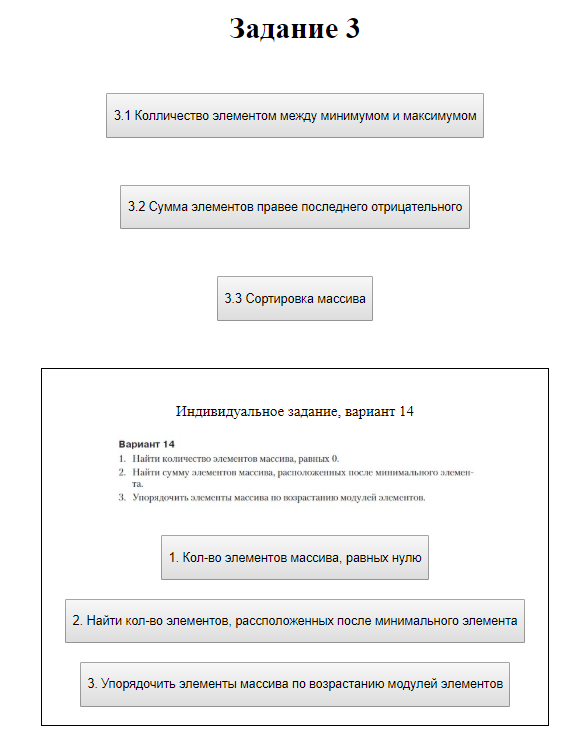 Задание 3
3.1 Колличество элементом между минимумом и максимумом
3.2 Сумма элементов правее последнего отрицательного
3.3 Сортировка массива
Индивидуальное задание, вариант 14
Вариант 14
1. Найти количество элементов массива, равных 0.
2. Найти сумму элементов массива, расположенных после минимального элемен-
та.
3. Упорядочить элементы массива по возрастанию модулей элементов.
1. Кол-во элементов массива, равных нулю
2. Найти кол-во элементов, рассположенных после минимального элемента
3. Упорядочить элементы массива по возрастанию модулей элементов